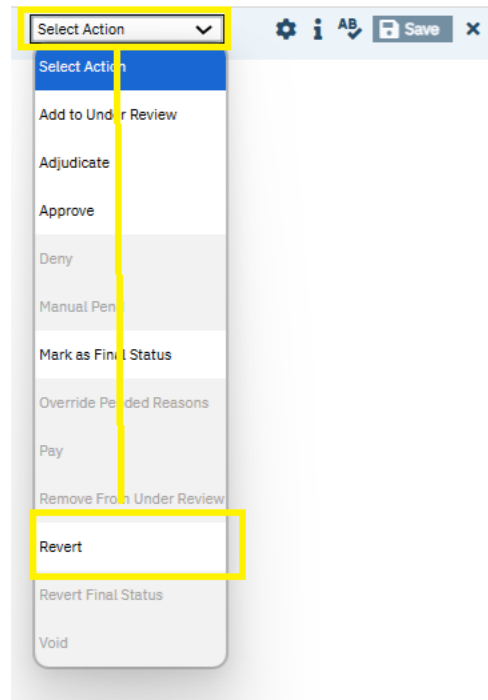 Select Action
Save
Select Action
Add to Under Review
Adjudicate
Approve
Deny
Manual Pend
Mark as Final Status
Override Pended Reasons
Pay
Remove From Under Review
Revert
Revert Final Status
Void